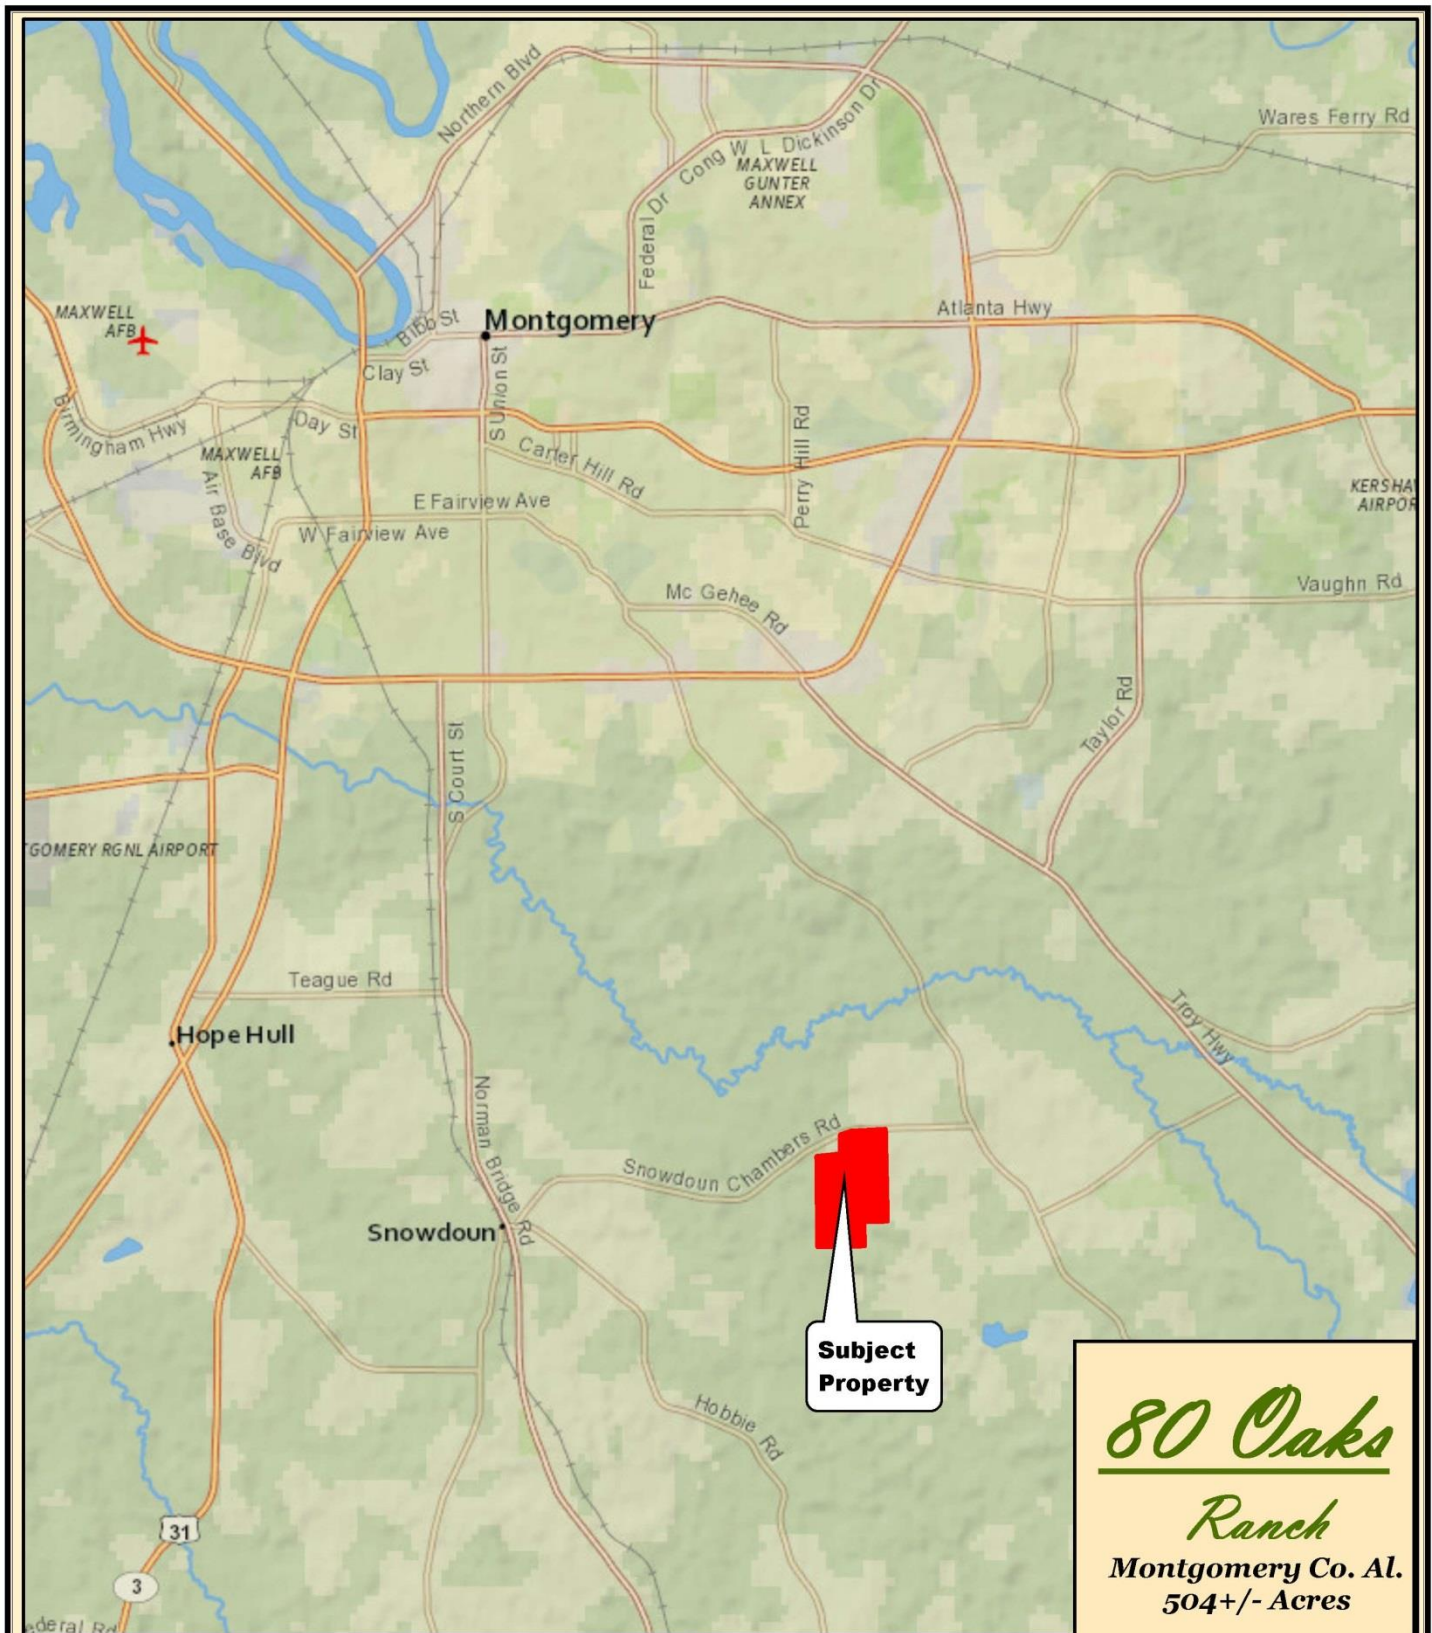 Northern Blvd
Wares Ferry Rd
Cong W L Dickinson Dr
MAXWELL
GUNTER
ANNEX
Federal Dr
MAXWELL
AFB
Bibb St
Montgomery
Atlanta Hwy
Clay St
S Union St
Birmingham Hwy
Day St
Perry Hill Rd
MAXWELL
AFB
Carter Hill Rd
Air Base Blvd
E Fairview Ave
W Fairview Ave
KERSHAW
AIRPOR
Vaughn Rd
Mc Gehee Rd
Taylor Rd
S Court St
TGOMERY RGNL AIRPORT
Teague Rd
Hope Hull
Troy Hwy
Norman Bridge Rd
Snowdoun Chambers Rd
Snowdoun
Subject
Property
Hobbie Rd
31
3
ederal Rd
80 Oaks
Ranch
Montgomery Co. Al.
504+/- Acres